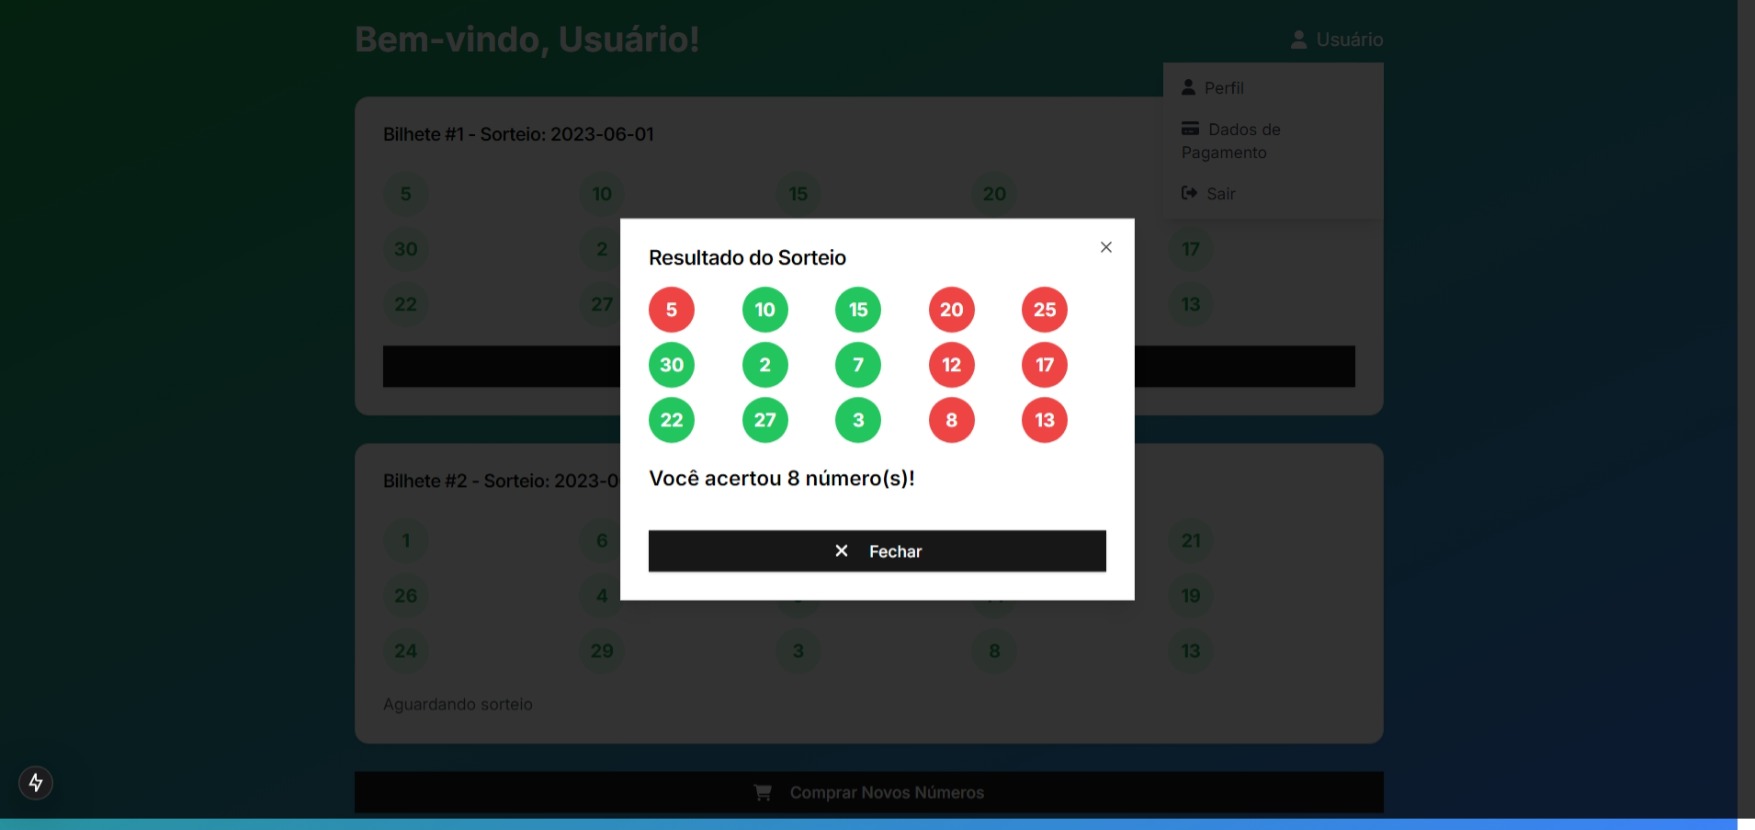 Bem-vindo, Usuário!
Usuário
Perfil
Dados de
Pagamento
Sair
Bilhete #1 - Sorteio: 2023-06-01
5 10 15 20
30 2 17
22 27 13
Resultado do Sorteio
5 10 15 20 25
30 2 7 12 17
22 27 3 8 13
Você acertou 8 número(s)!
Fechar
Bilhete #2 - Sorteio: 2023-0
1 6 21
26 4 19
24 29 3 8 13
Aguardando sorteio
Comprar Novos Números